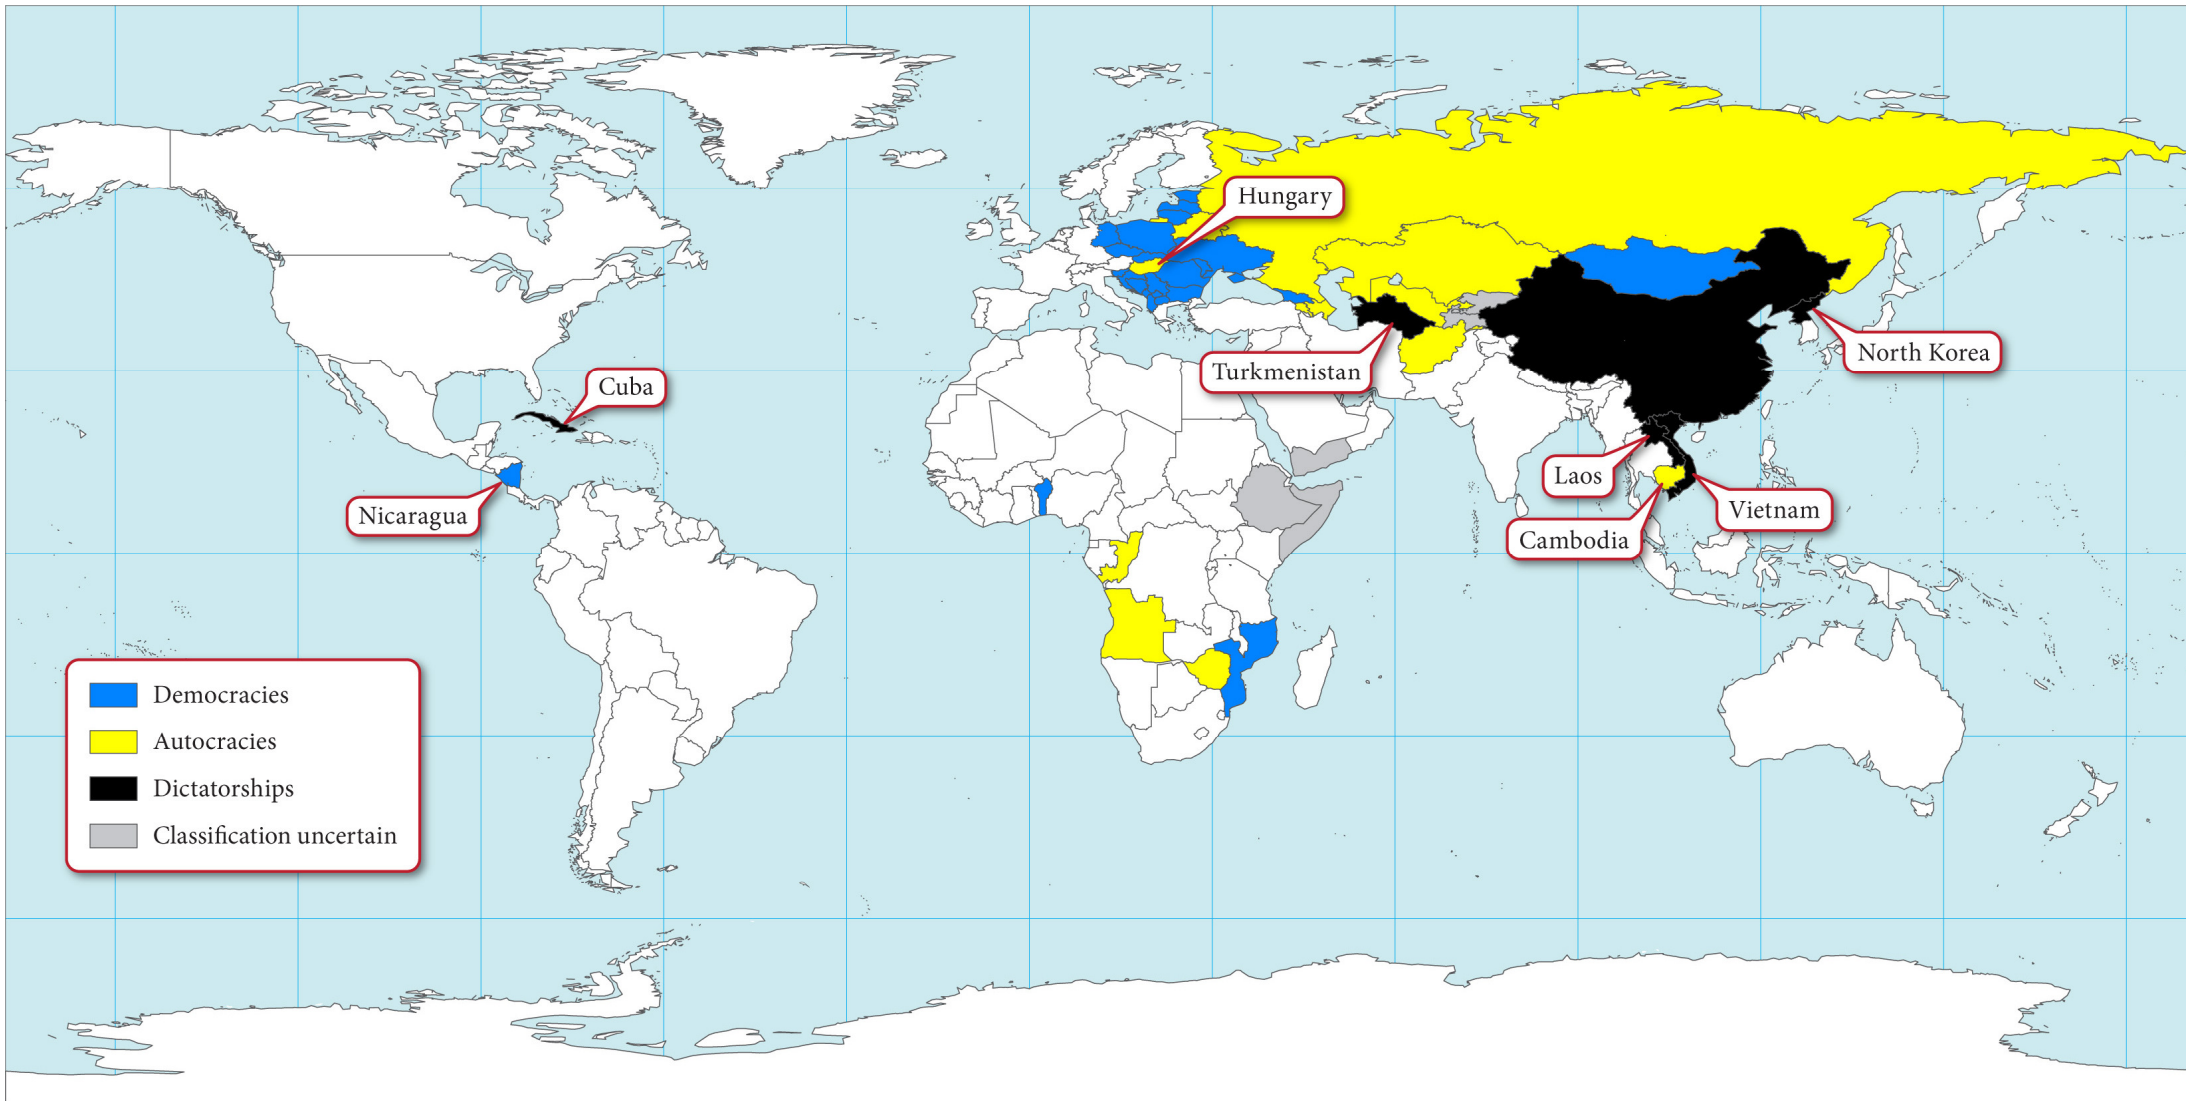 Hungary
North Korea
Turkmenistan
Cuba
Laos
Vietnam
Nicaragua
Cambodia
Democracies
Autocracies
Dictatorships
Classification uncertain